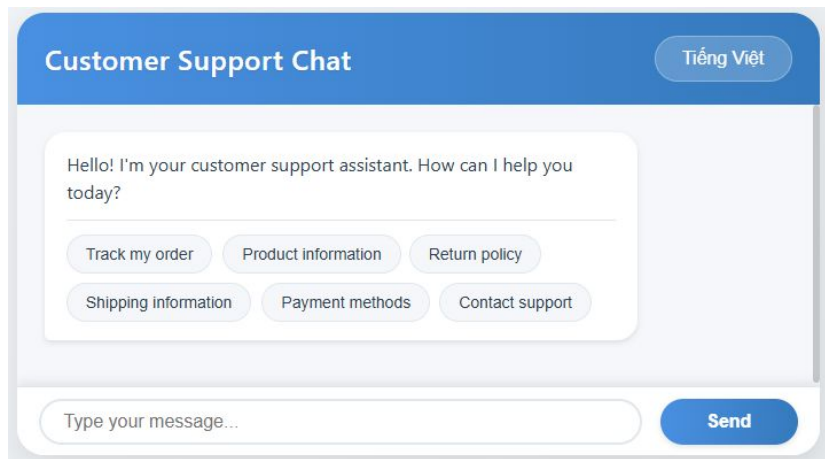 Customer Support Chat
Tiếng Việt
Hello! I'm your customer support assistant. How can I help you
today?
Track my order
Product information
Return policy
Shipping information
Payment methods
Contact support
Type your message...
Send